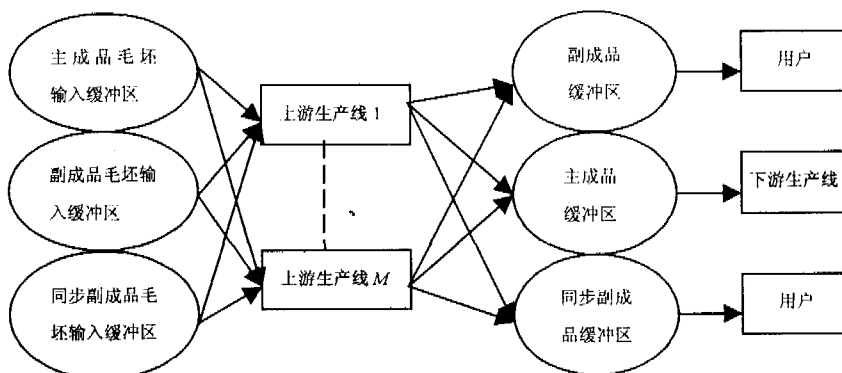 主成品毛坯
输入缓冲区
副成品毛坯输
入缓冲区
同步副成品毛
坯输入缓冲区
上游生产线 1
上游生产线 M
副成品
缓冲区
主成品
缓冲区
同步副成
品缓冲区
用户
下游生产线
用户